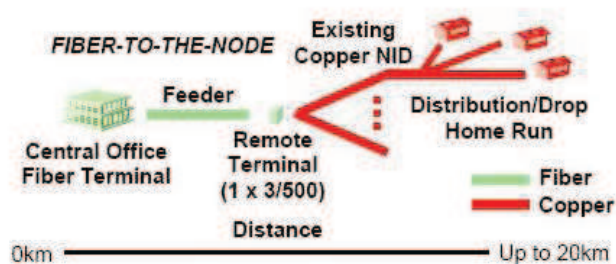 FIBER-TO-THE-NODE
Existing
Copper NID
Feeder
Central Office
Fiber Terminal
Remote
Terminal
(1 x 3/500)
Distribution/Drop
Home Run
Fiber
Copper
Distance
0km
Up to 20km